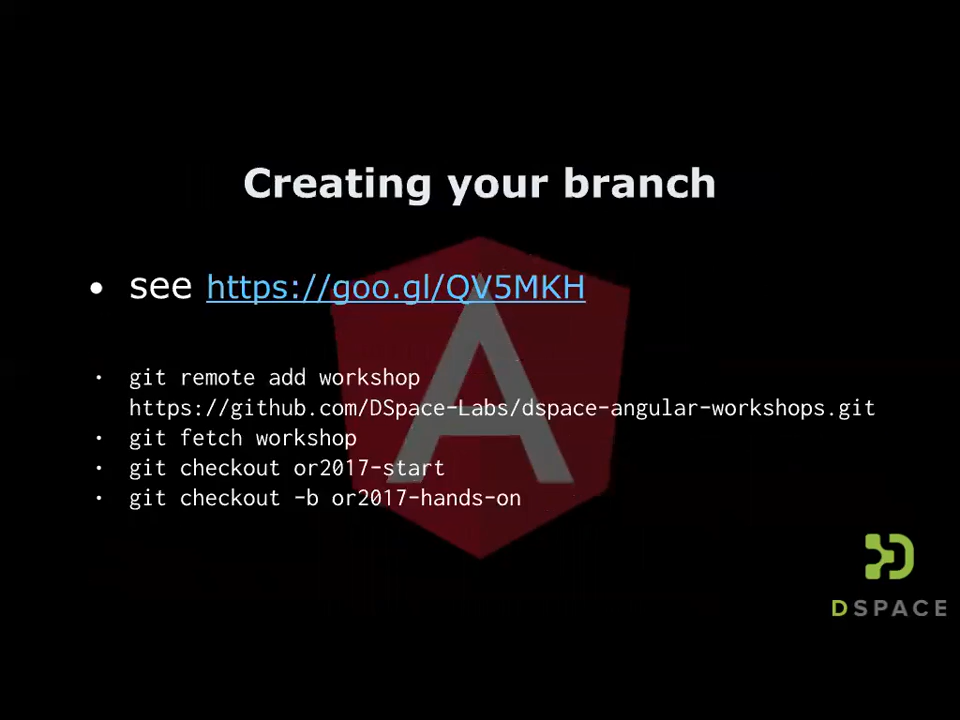 Creating your branch
• see https://goo.gl/QV5MKH
• git remote add workshop
https://github.com/DSpace-Labs/dspace-angular-workshops.git
• git fetch workshop
• git checkout or2017-start
• git checkout -b or2017-hands-on
DSPACE